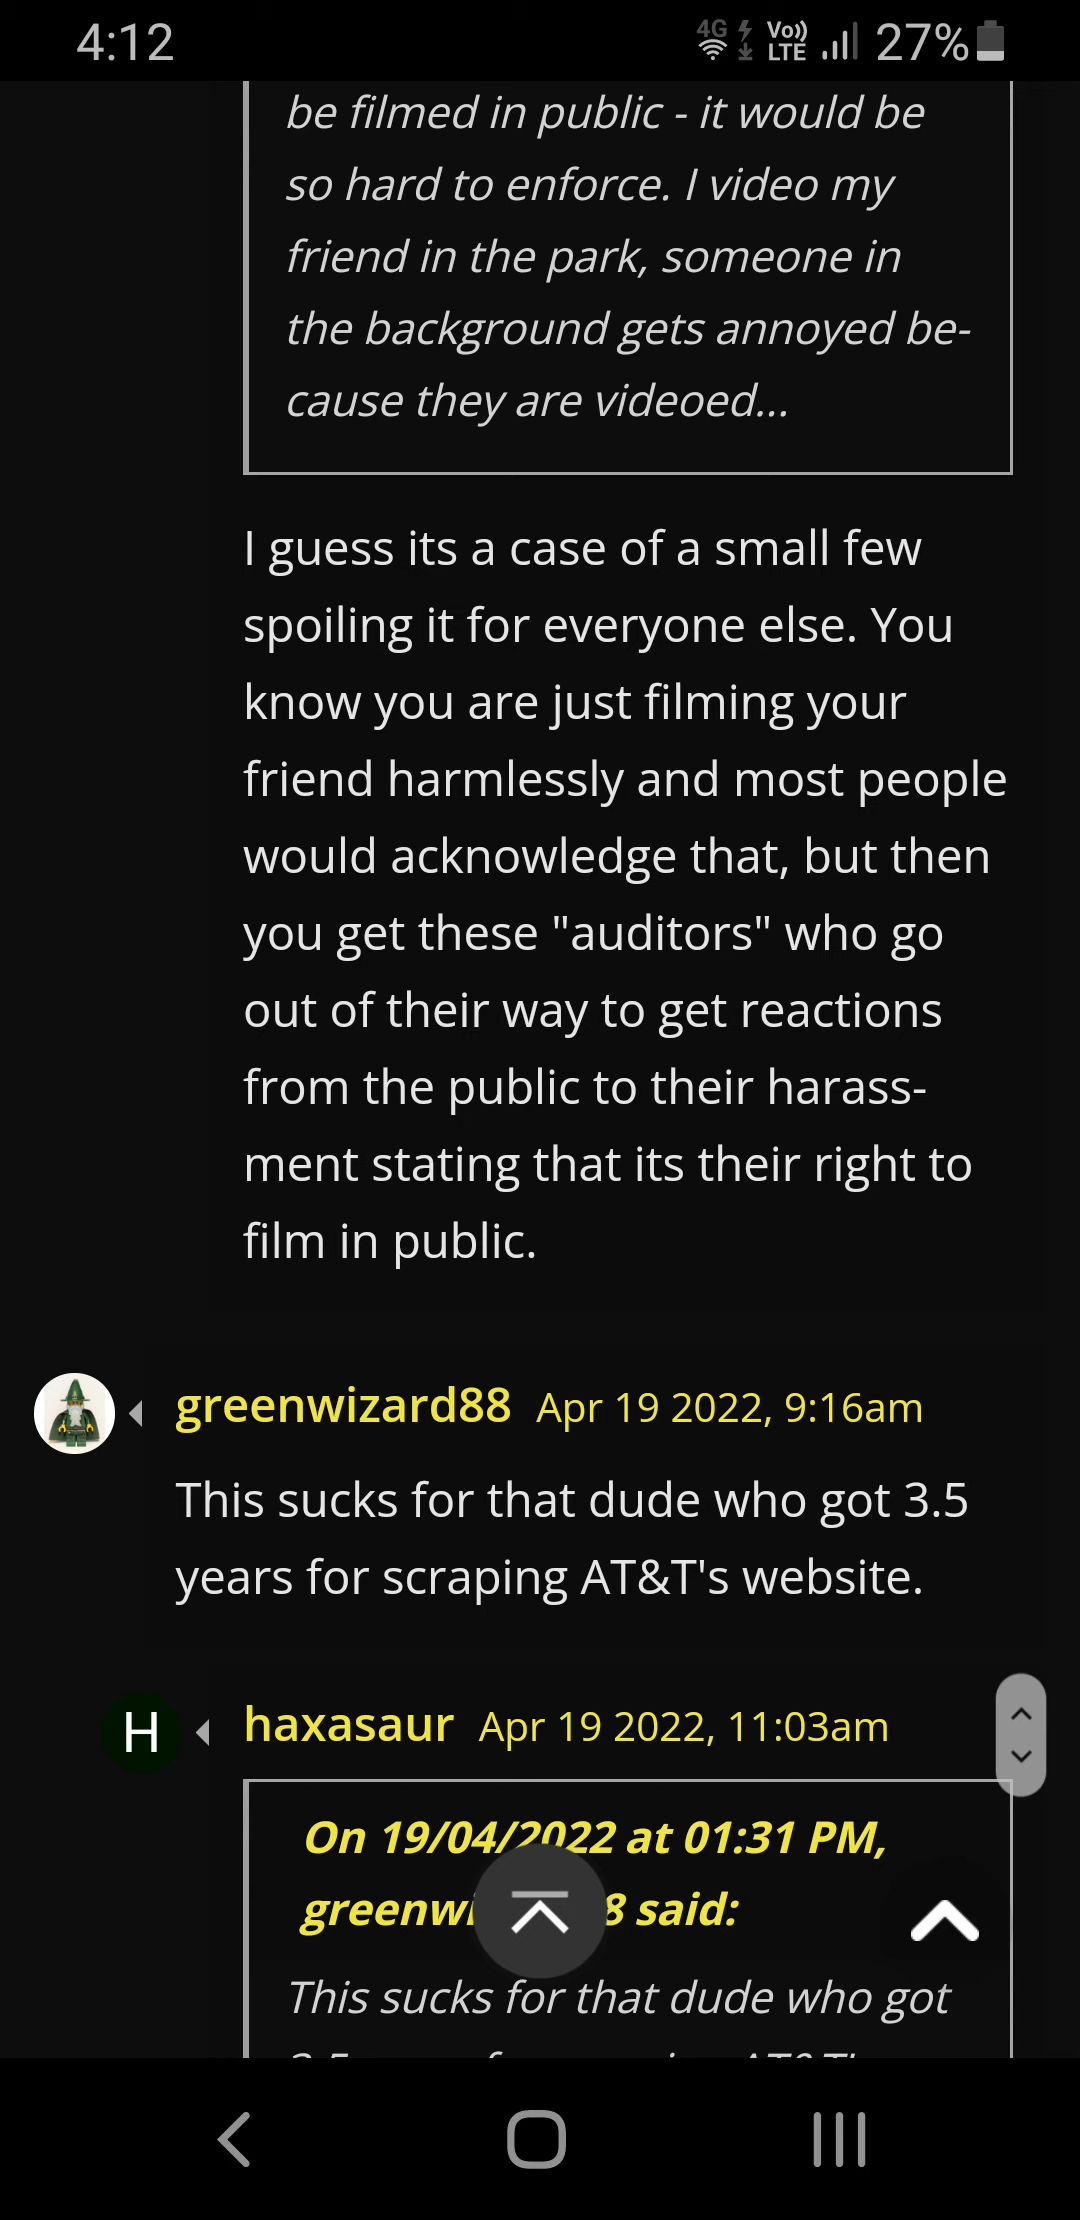 4:12
4G Vo)) LTE 27%
be filmed in public - it would be
so hard to enforce. I video my
friend in the park, someone in
the background gets annoyed be-
cause they are videoed...
I guess its a case of a small few
spoiling it for everyone else. You
know you are just filming your
friend harmlessly and most people
would acknowledge that, but then
you get these "auditors" who go
out of their way to get reactions
from the public to their harass-
ment stating that its their right to
film in public.
greenwizard88 Apr 19 2022, 9:16am
This sucks for that dude who got 3.5
years for scraping AT&T's website.
H haxasaur Apr 19 2022, 11:03am
On 19/04/2022 at 01:31 PM,
8 said:
This sucks for that dude who got